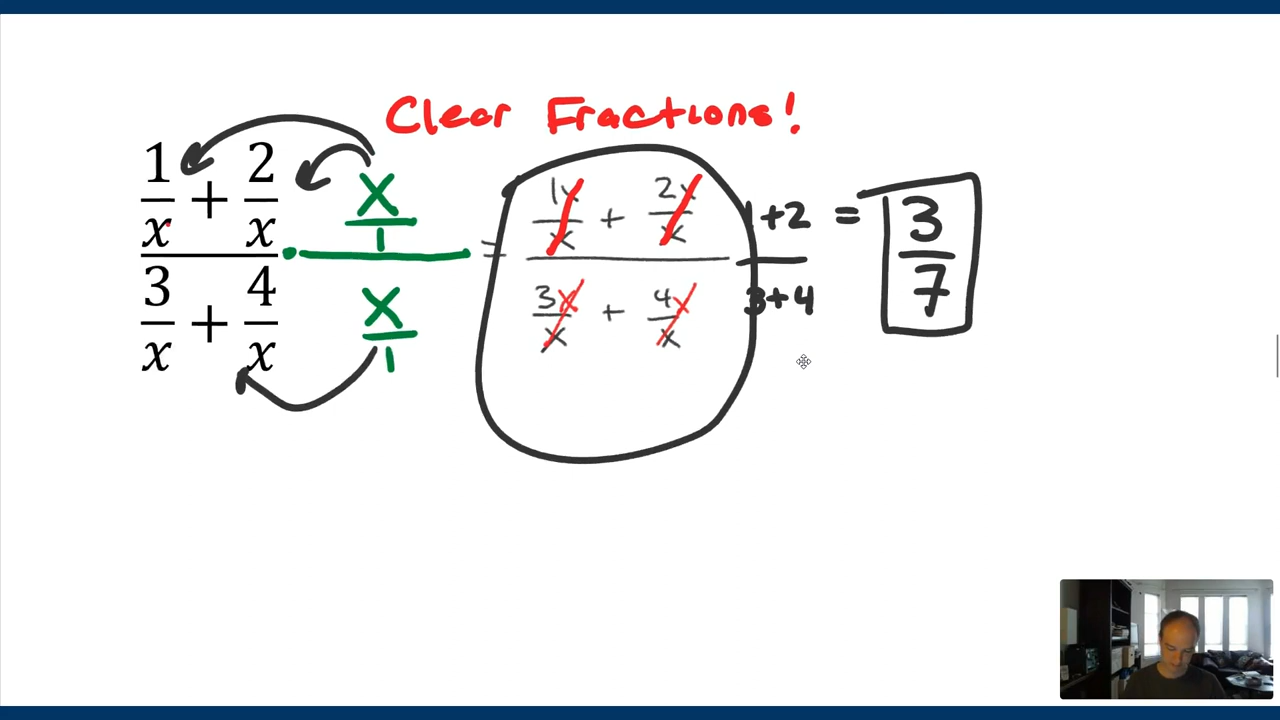 Clear Fractions!
1/x + 2/x
3/x + 4/x
·
x/1
x/1
=
1x/x + 2x/x
3x/x + 4x/x
1+2
3+4
=
3/7